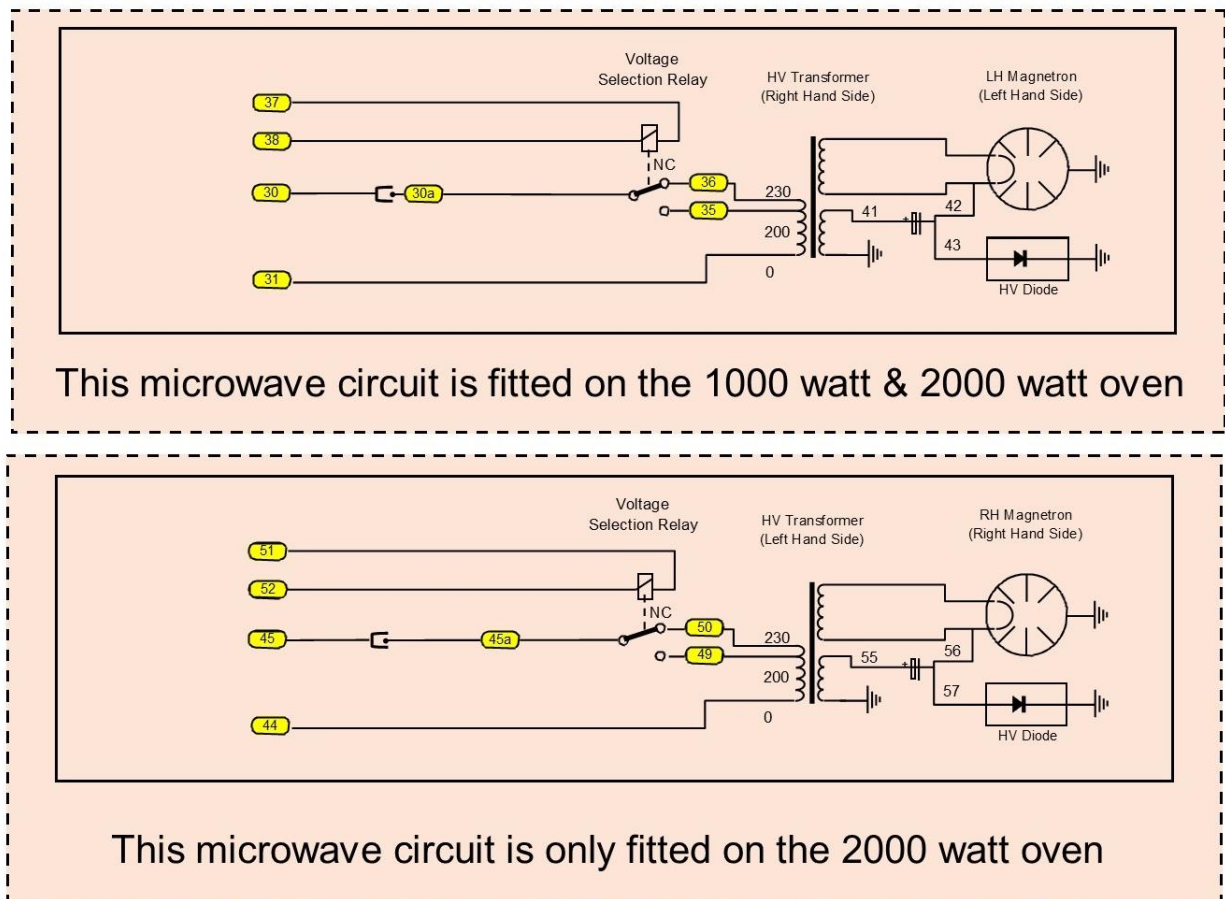 Voltage
Selection Relay
HV Transformer
(Right Hand Side)
LH Magnetron
(Left Hand Side)
37
38
NC
30
30a
36
230
35
41
42
200
43
31
0
HV Diode
This microwave circuit is fitted on the 1000 watt & 2000 watt oven
Voltage
Selection Relay
HV Transformer
(Left Hand Side)
RH Magnetron
(Right Hand Side)
51
52
NC
45
45a
50
230
49
55
56
200
57
44
0
HV Diode
This microwave circuit is only fitted on the 2000 watt oven